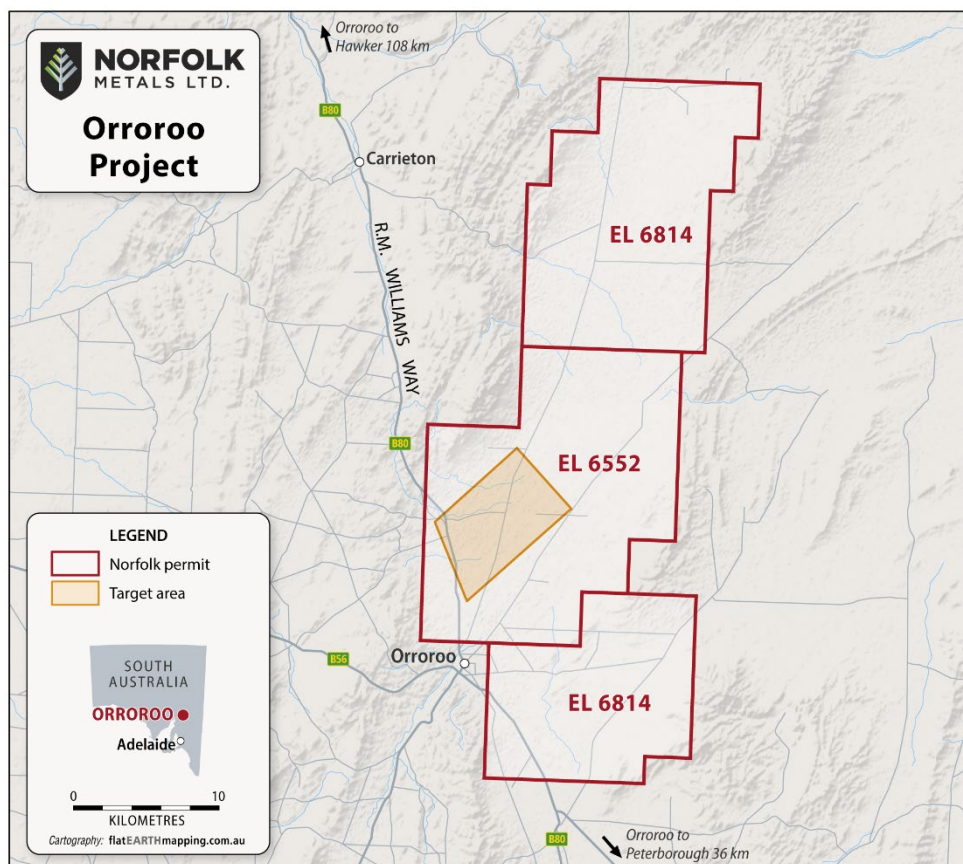 NORFOLK
METALS LTD.
Orroroo
Project
Orroroo to
Hawker 108 km
B80
Carrieton
R.M. WILLIAMS WAY
EL 6814
B80
EL 6552
LEGEND
Norfolk permit
Target area
B56
Orroroo
SOUTH
AUSTRALIA
ORROROO
Adelaide
EL 6814
0 10
KILOMETRES
Cartography: flatEARTHmapping.com.au
B80
Orroroo to
Peterborough 36 km